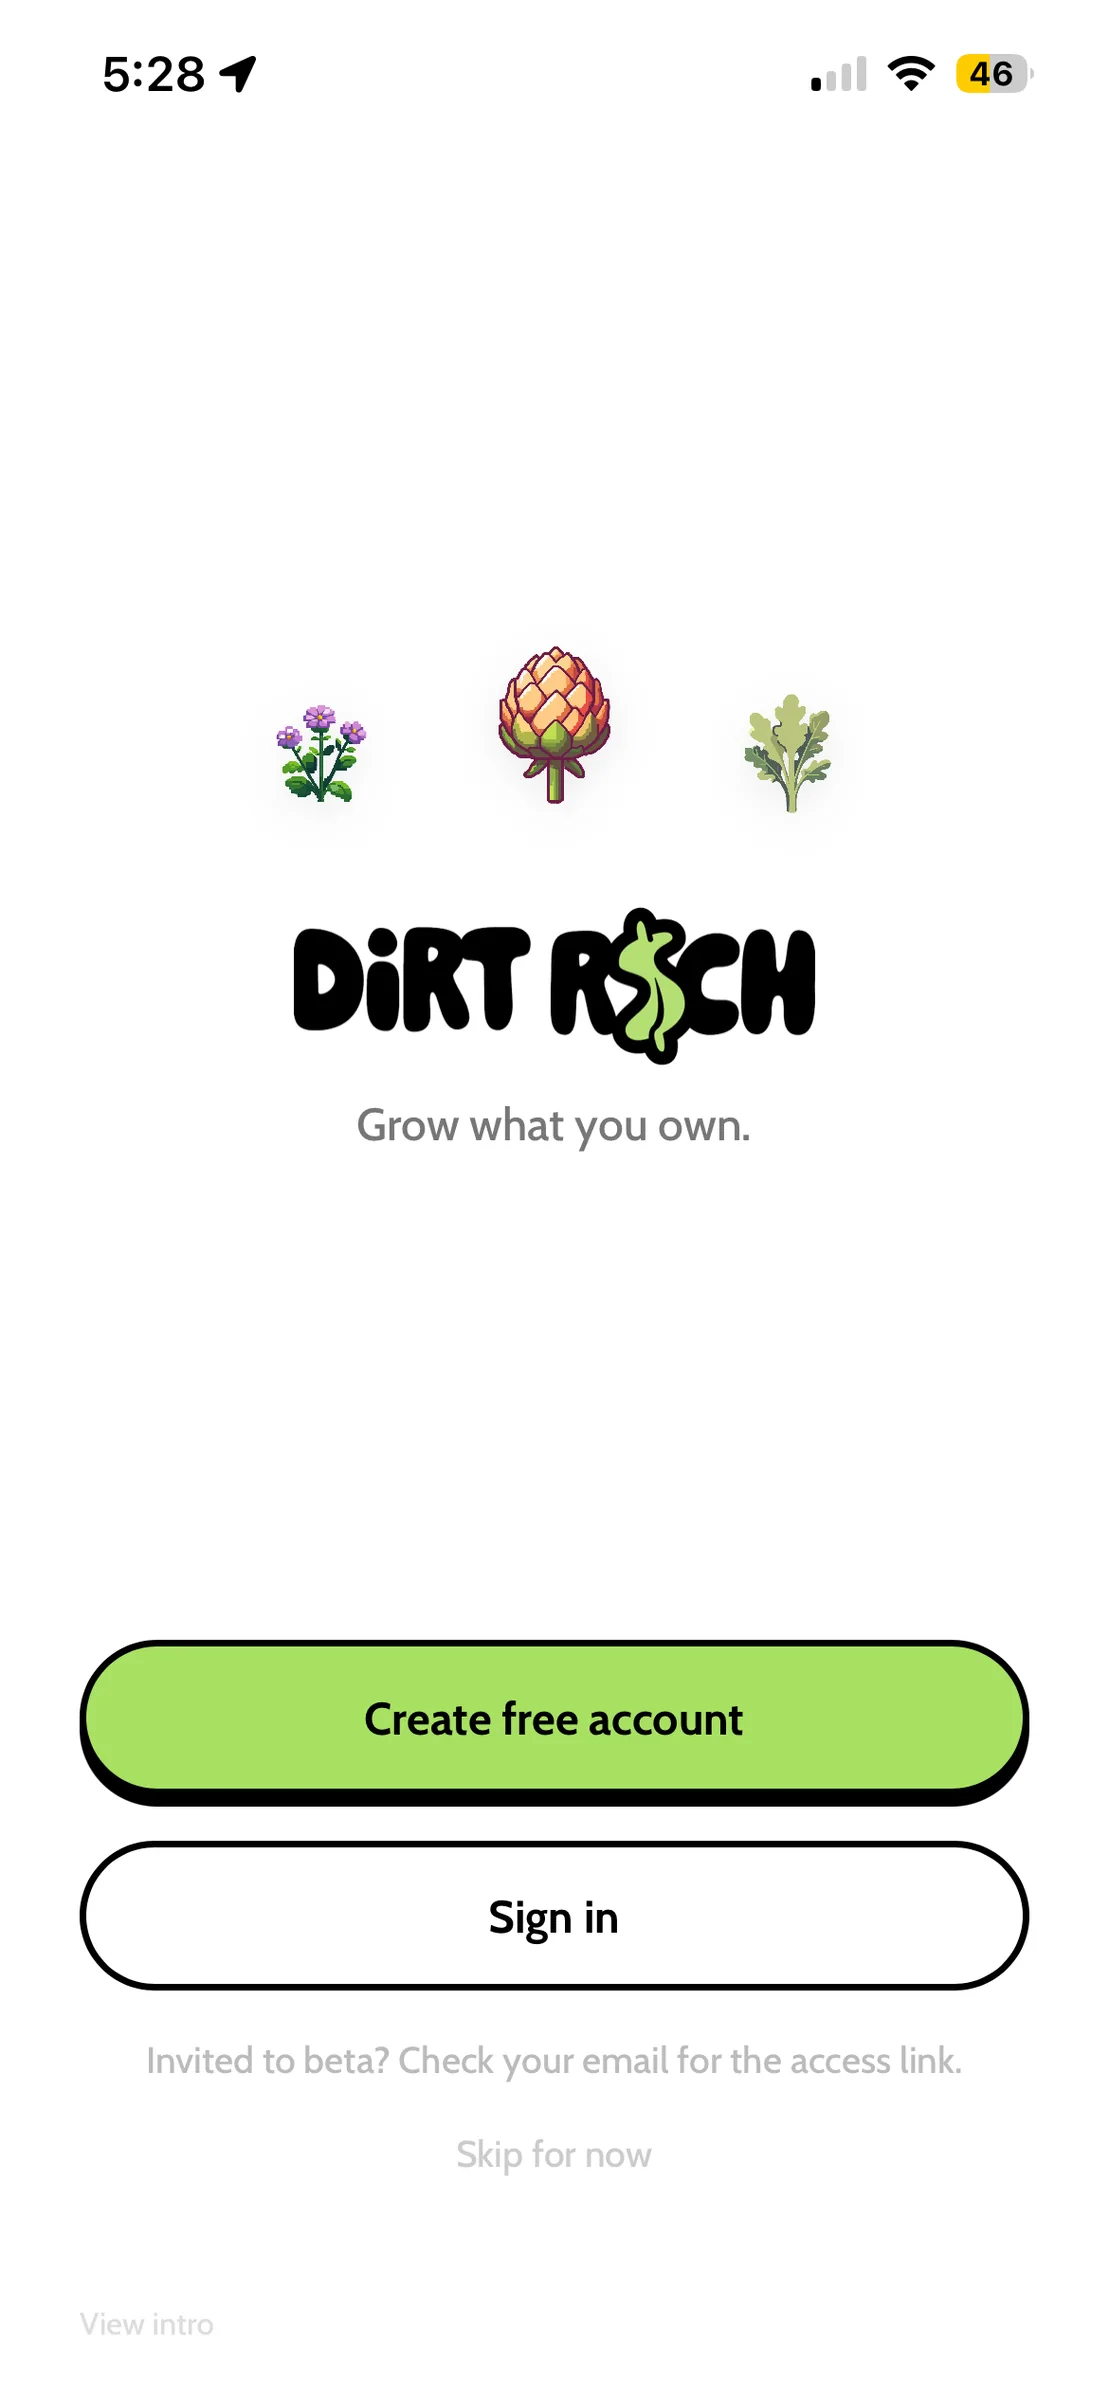 5:28
46
DiRT R$CH
Grow what you own.
Create free account
Sign in
Invited to beta? Check your email for the access link.
Skip for now
View intro